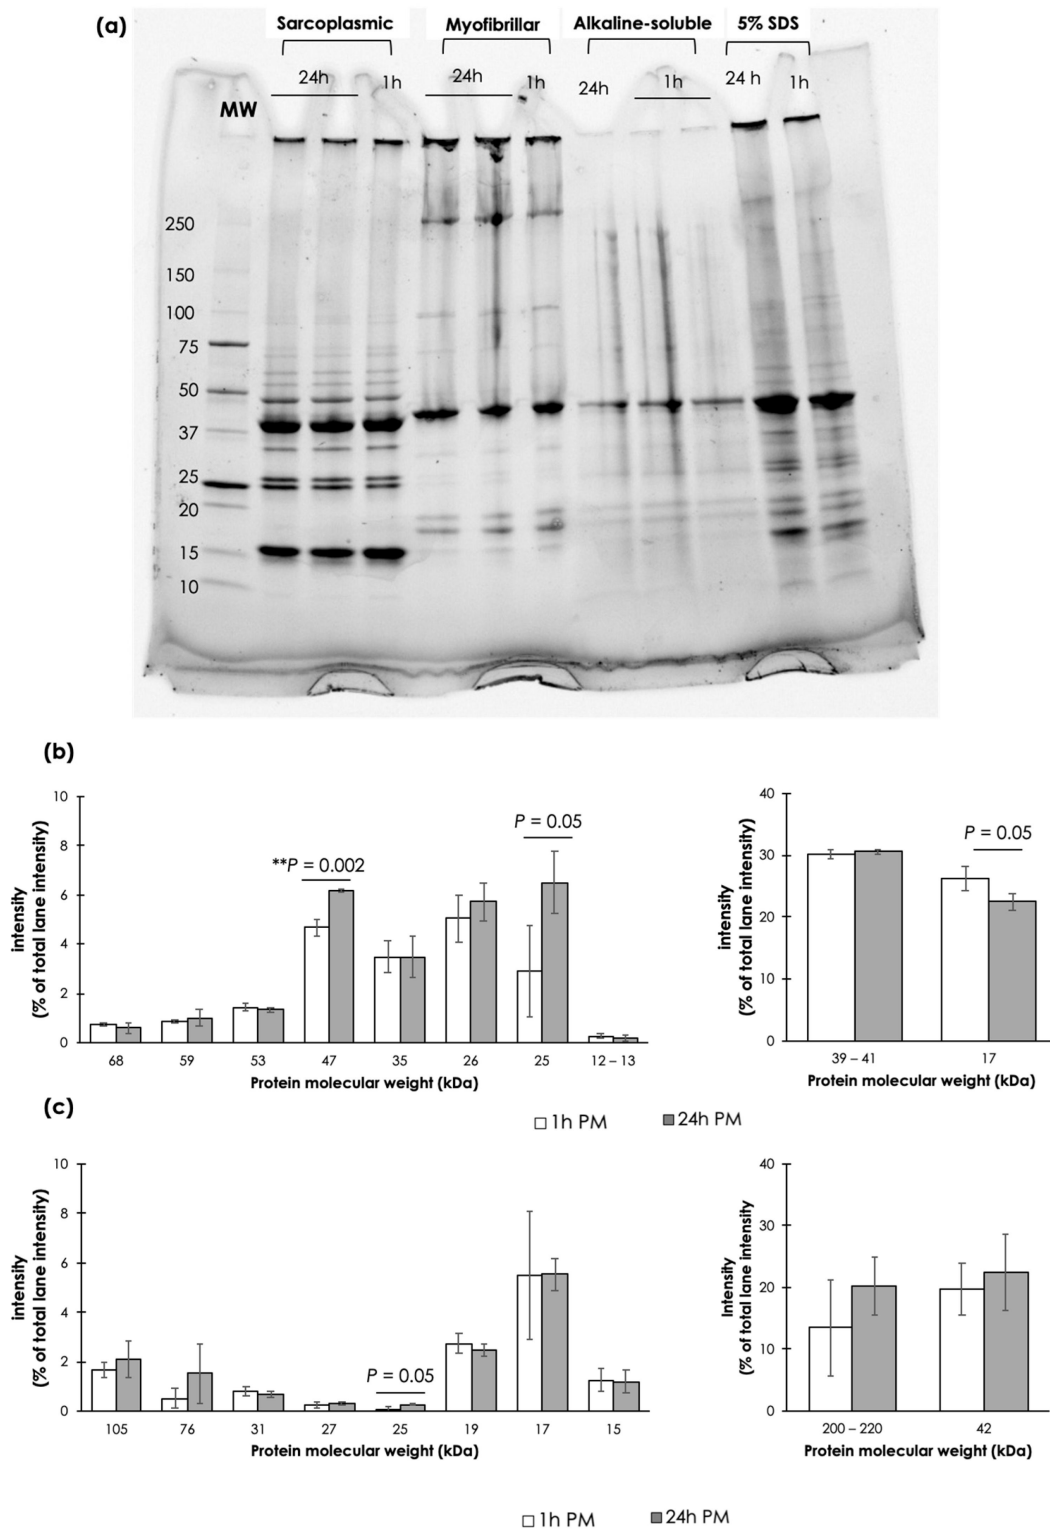 (a)
Sarcoplasmic Myofibrillar Alkaline-soluble 5% SDS
24h 1h 24h 1h 24h 1h 24 h 1h
MW
250
150
100
75
50
37
25
20
15
10
(b)
intensity
(% of total lane intensity)
10
8
6
4
2
0
**P = 0.002
P = 0.05
68 59 53 47 35 26 25 12 – 13
Protein molecular weight (kDa)
intensity
(% of total lane intensity)
40
30
20
10
0
P = 0.05
39 – 41 17
Protein molecular weight (kDa)
1h PM 24h PM
(c)
intensity
(% of total lane intensity)
10
8
6
4
2
0
P = 0.05
105 76 31 27 25 19 17 15
Protein molecular weight (kDa)
Intensity
(% of total lane intensity)
40
30
20
10
0
200 – 220 42
Protein molecular weight (kDa)
1h PM 24h PM